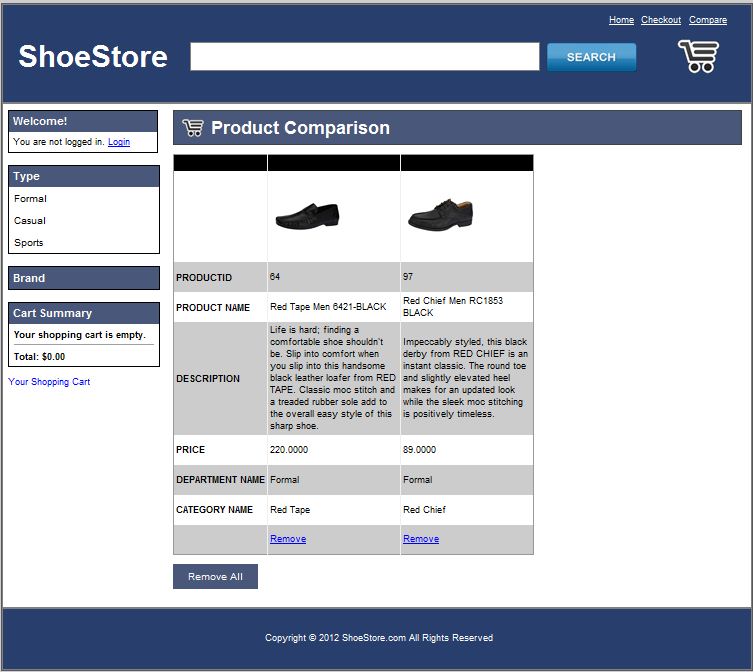 Home Checkout Compare
ShoeStore
SEARCH
Welcome!
You are not logged in. Login
Type
Formal
Casual
Sports
Brand
Cart Summary
Your shopping cart is empty.
Total: $0.00
Your Shopping Cart
Product Comparison
PRODUCTID 64 97
PRODUCT NAME Red Tape Men 6421-BLACK Red Chief Men RC1853
BLACK
DESCRIPTION
Life is hard; finding a
comfortable shoe shouldn't
be. Slip into comfort when
you slip into this handsome
black leather loafer from RED
TAPE. Classic moc stitch and
a treaded rubber sole add to
the overall easy style of this
sharp shoe.
Impeccably styled, this black
derby from RED CHIEF is an
instant classic. The round toe
and slightly elevated heel
makes for an updated look
while the sleek moc stitching
is positively timeless.
PRICE 220.0000 89.0000
DEPARTMENT NAME Formal Formal
CATEGORY NAME Red Tape Red Chief
Remove Remove
Remove All
Copyright © 2012 ShoeStore.com All Rights Reserved